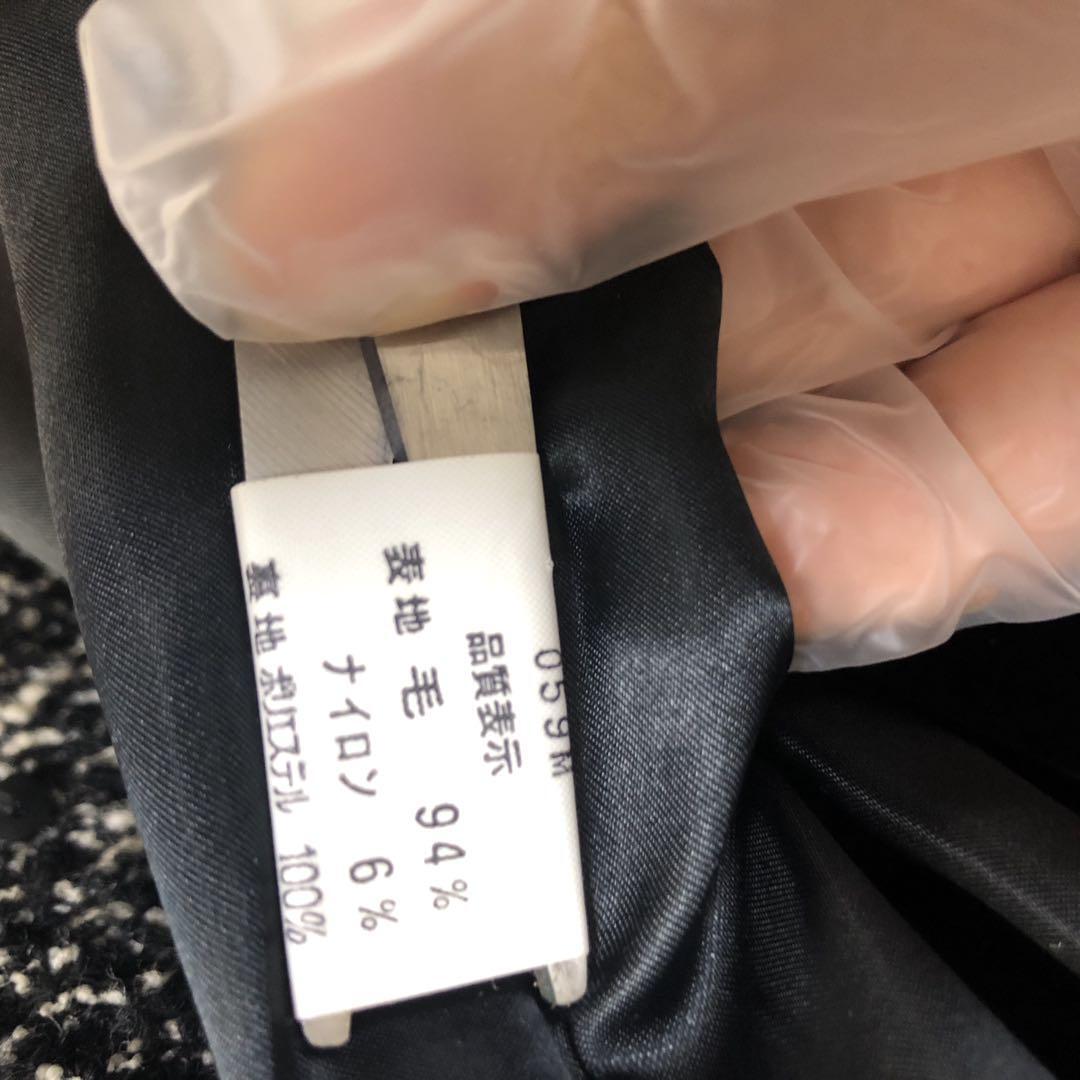 059M
品質表示
表地 毛 94%
ナイロン 6%
裏地 ポリエステル 100%